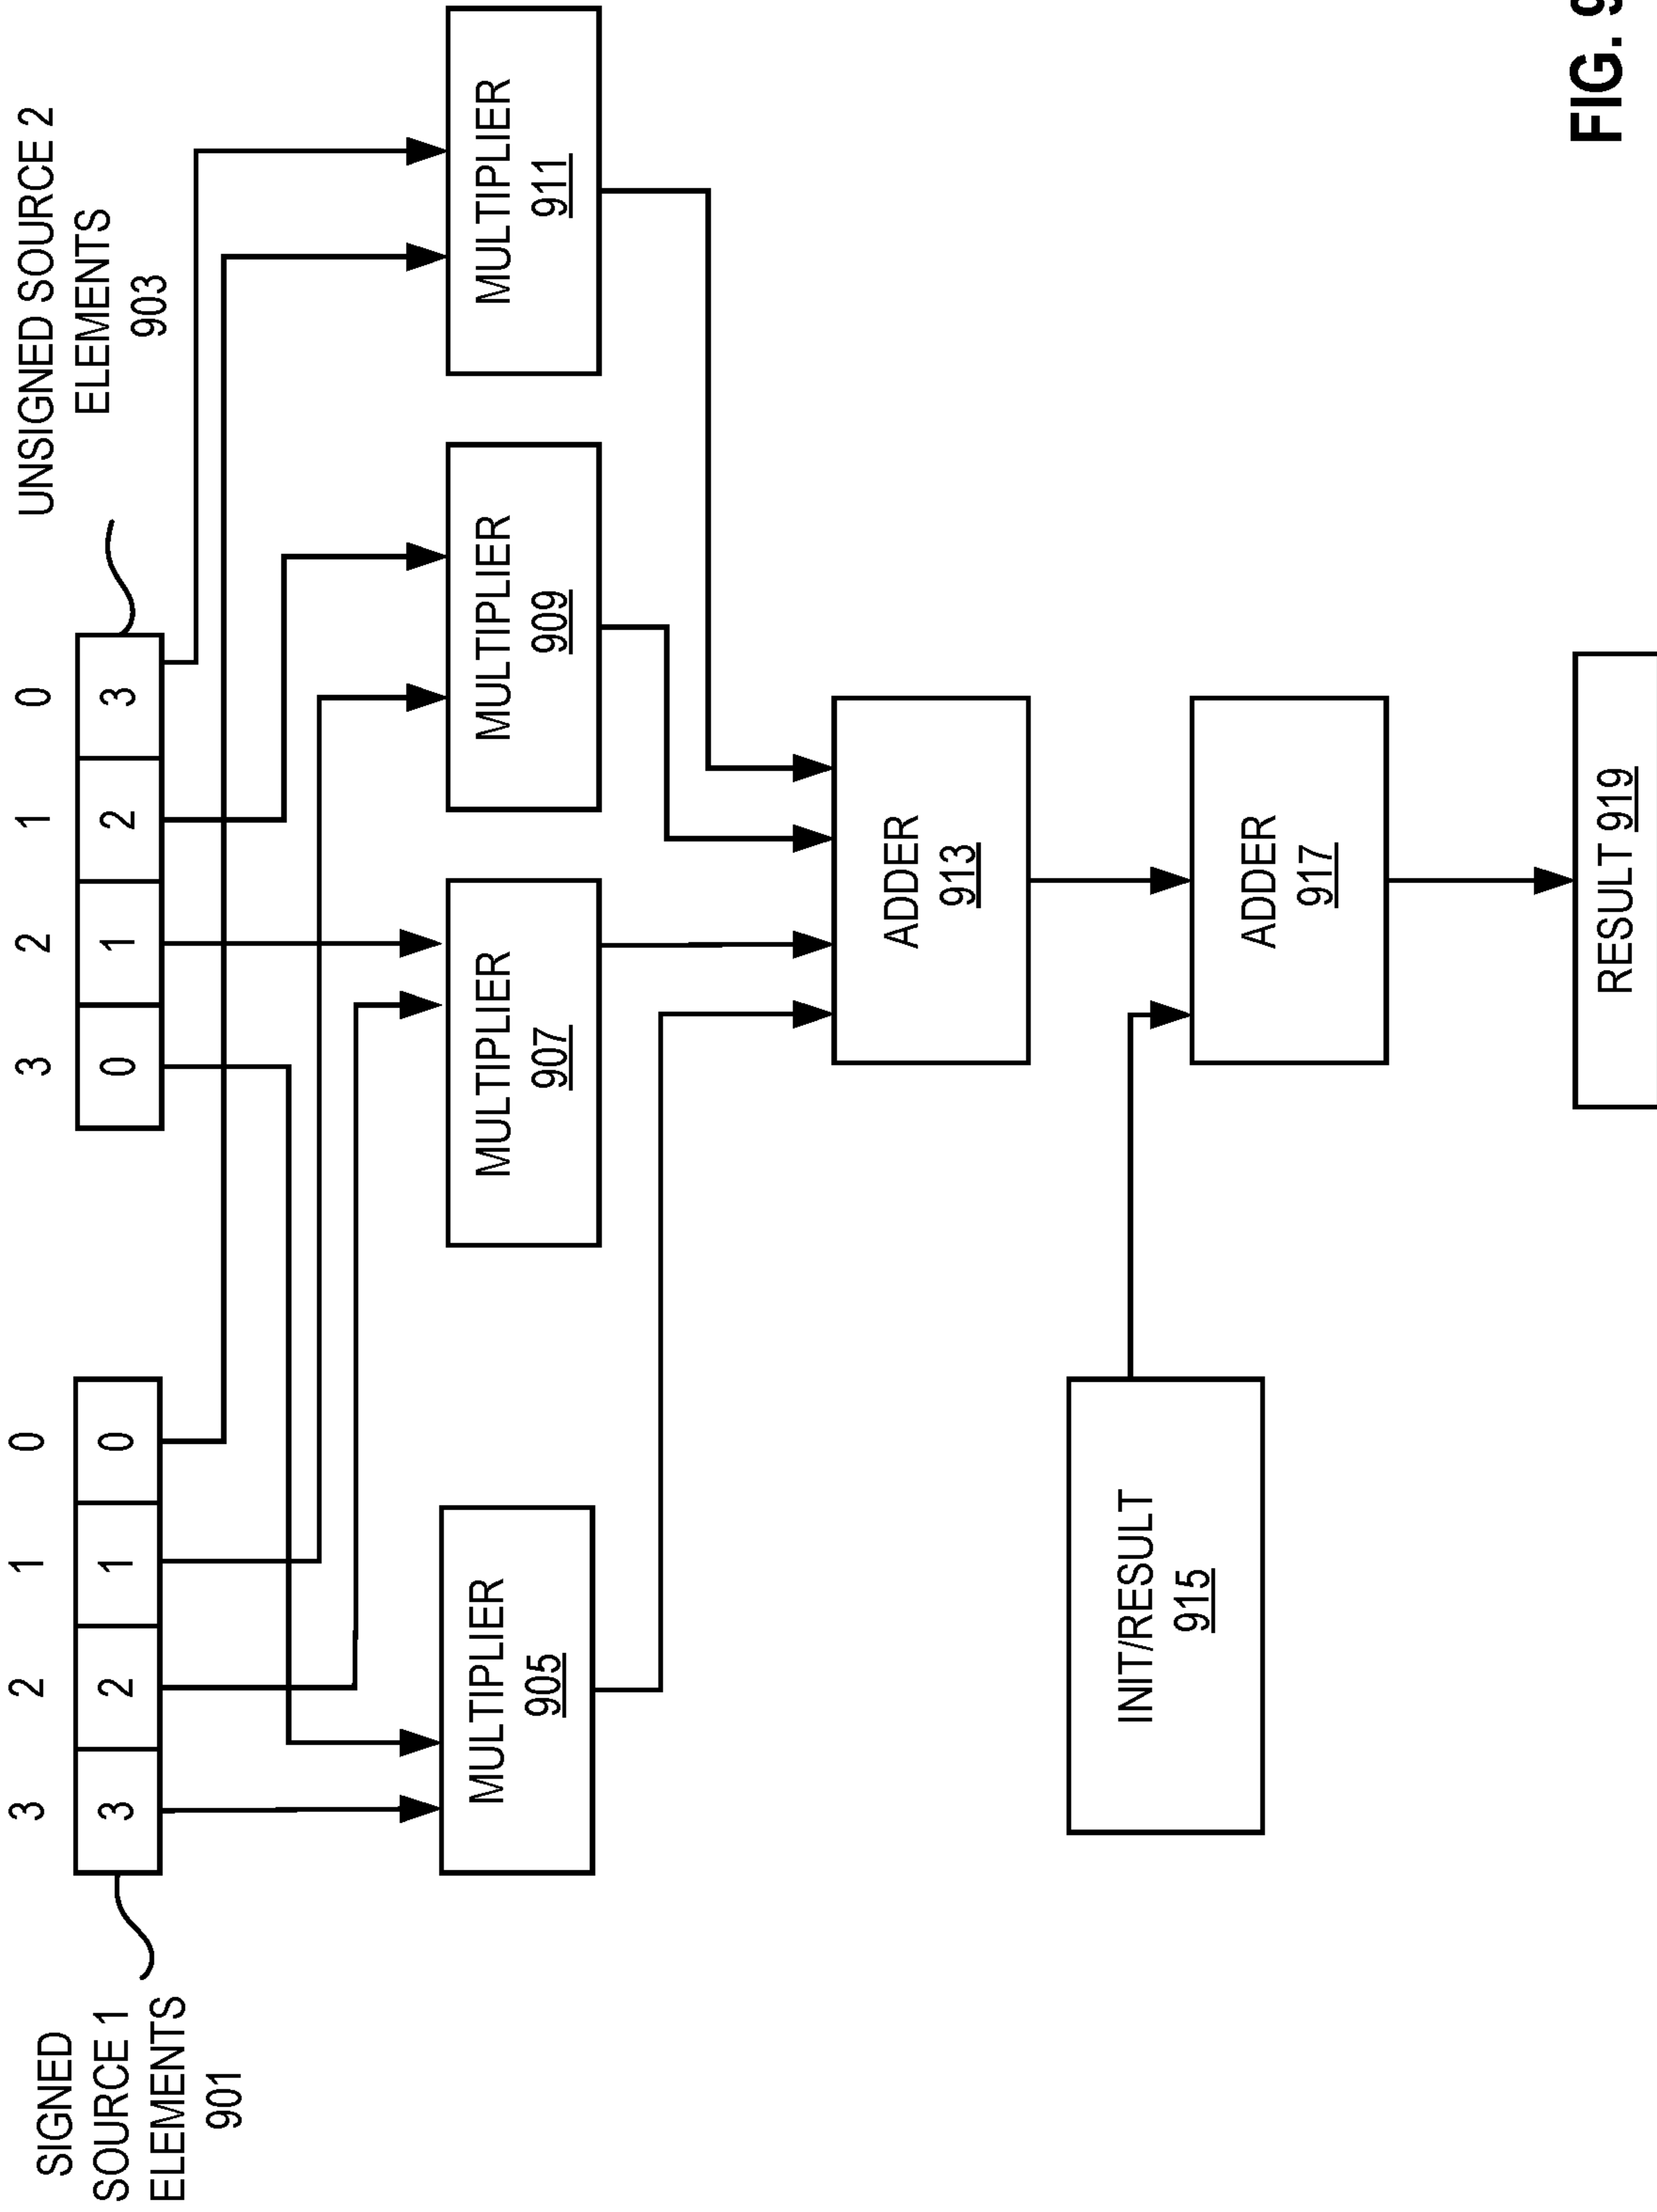 SIGNED
SOURCE 1
ELEMENTS
901
3 2 1 0
3 2 1 0
UNSIGNED SOURCE 2
ELEMENTS
903
3 2 1 0
0 1 2 3
MULTIPLIER
905
MULTIPLIER
907
MULTIPLIER
909
MULTIPLIER
911
ADDER
913
INIT/RESULT
915
ADDER
917
RESULT 919
FIG. 9